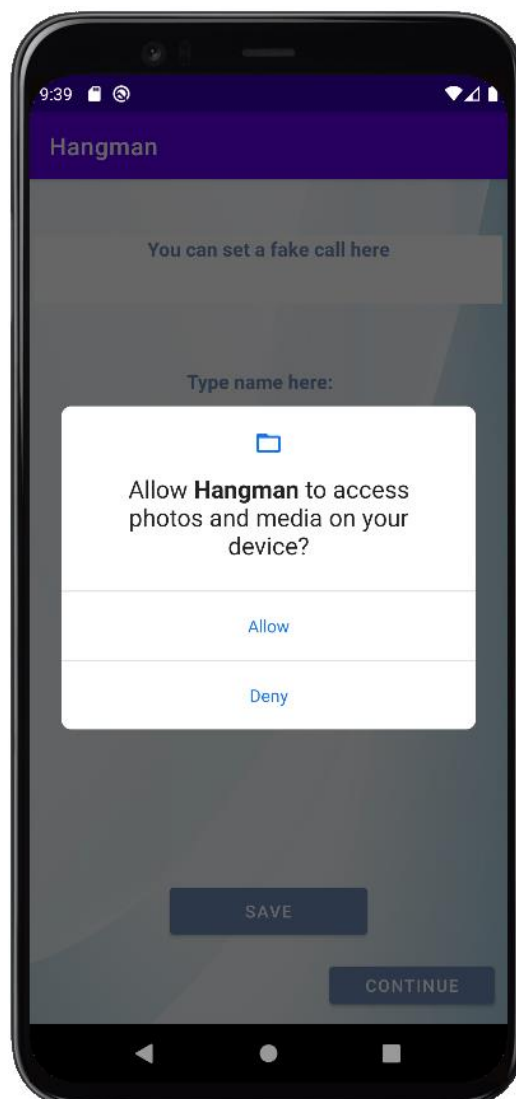 9:39
Hangman
You can set a fake call here
Type name here:
Allow Hangman to access
photos and media on your
device?
Allow
Deny
SAVE
CONTINUE